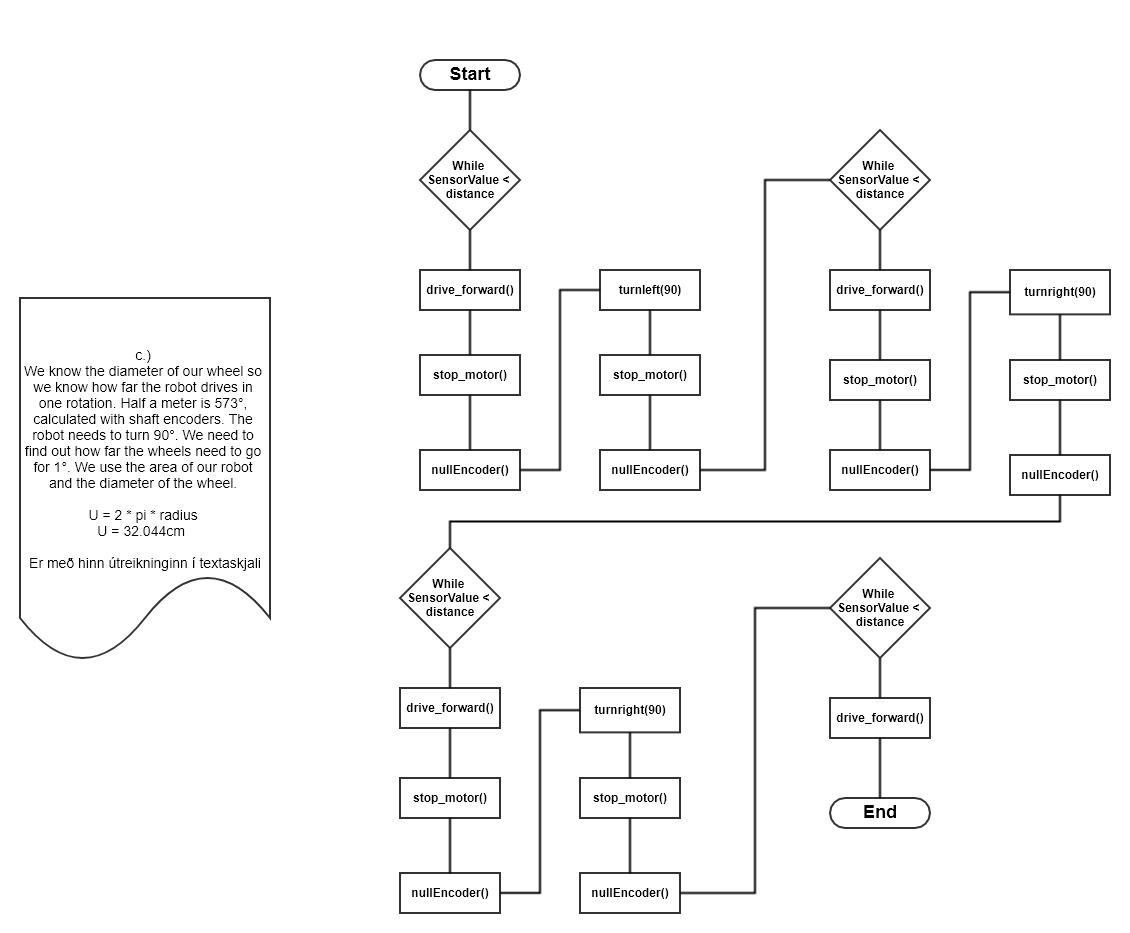 c.)
We know the diameter of our wheel so
we know how far the robot drives in
one rotation. Half a meter is 573°,
calculated with shaft encoders. The
robot needs to turn 90°. We need to
find out how far the wheels need to go
for 1°. We use the area of our robot
and the diameter of the wheel.
U = 2 * pi * radius
U = 32.044cm
Er með hinn útreikninginn í textaskjali
Start
While
SensorValue <
distance
drive_forward()
stop_motor()
nullEncoder()
turnleft(90)
stop_motor()
nullEncoder()
While
SensorValue <
distance
drive_forward()
stop_motor()
nullEncoder()
turnright(90)
stop_motor()
nullEncoder()
While
SensorValue <
distance
drive_forward()
stop_motor()
nullEncoder()
turnright(90)
stop_motor()
nullEncoder()
While
SensorValue <
distance
drive_forward()
End